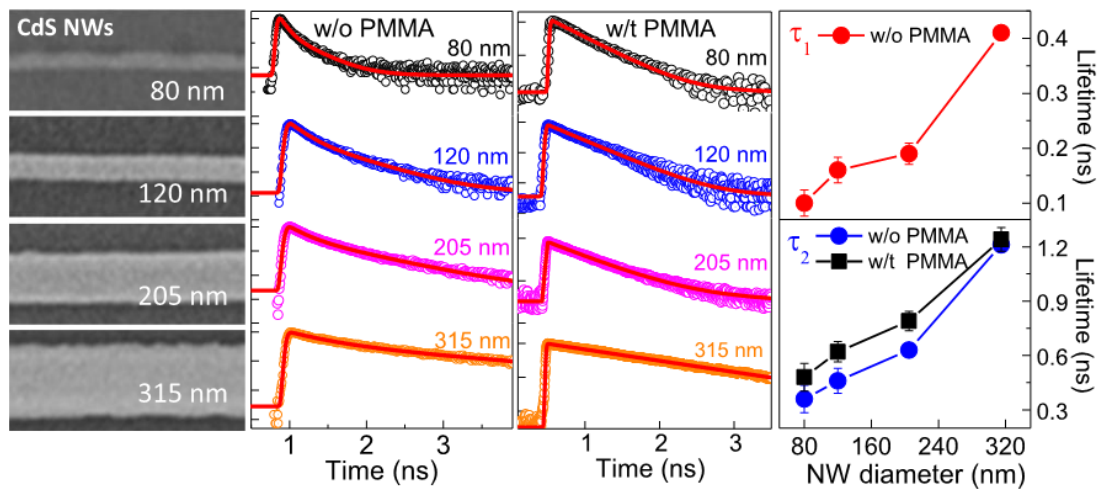 CdS NWs
80 nm
120 nm
205 nm
315 nm
w/o PMMA
80 nm
120 nm
205 nm
315 nm
1 2 3
Time (ns)
w/t PMMA
80 nm
120 nm
205 nm
315 nm
1 2 3
Time (ns)
τ1 w/o PMMA
0.4
0.3
0.2
0.1
Lifetime (ns)
τ2 w/o PMMA
w/t PMMA
1.2
0.9
0.6
0.3
Lifetime (ns)
80 160 240 320
NW diameter (nm)